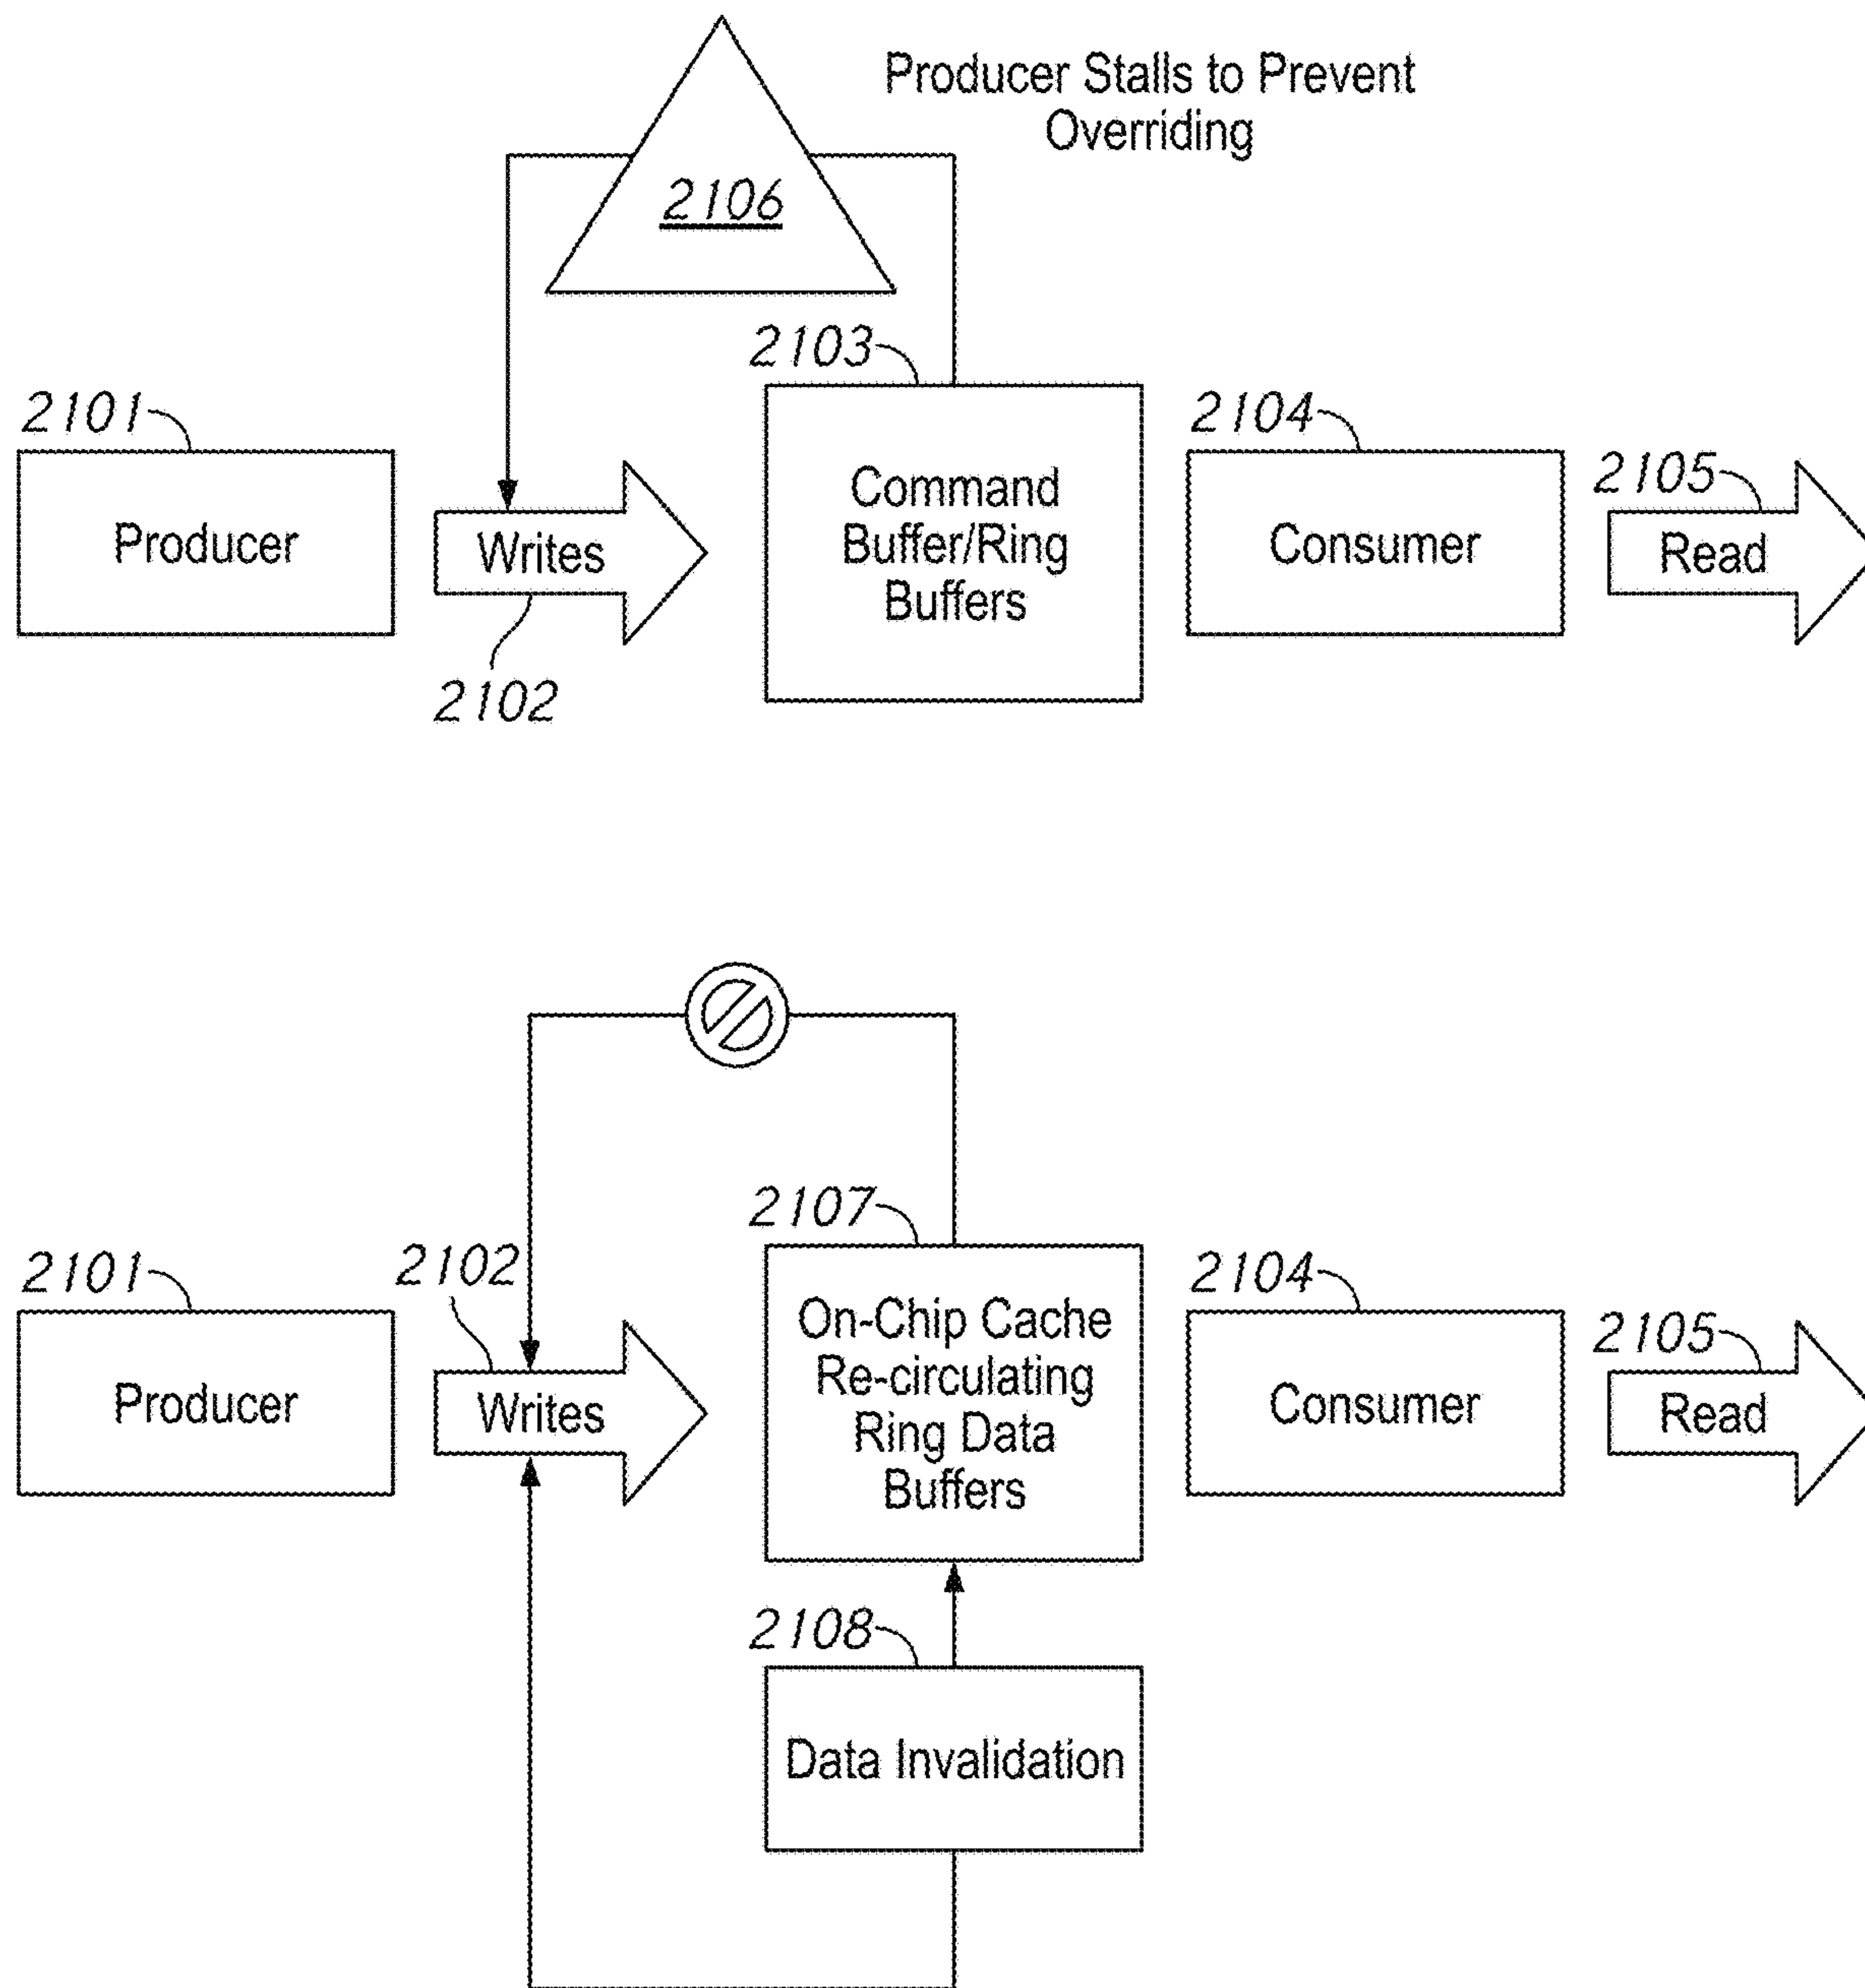 Producer Stalls to Prevent
Overriding
2106
2103
2101
2104
2105
Producer
Writes
Command
Buffer/Ring
Buffers
Consumer
Read
2102
2107
2101
2102
2104
2105
Producer
Writes
On-Chip Cache
Re-circulating
Ring Data
Buffers
Consumer
Read
2108
Data Invalidation